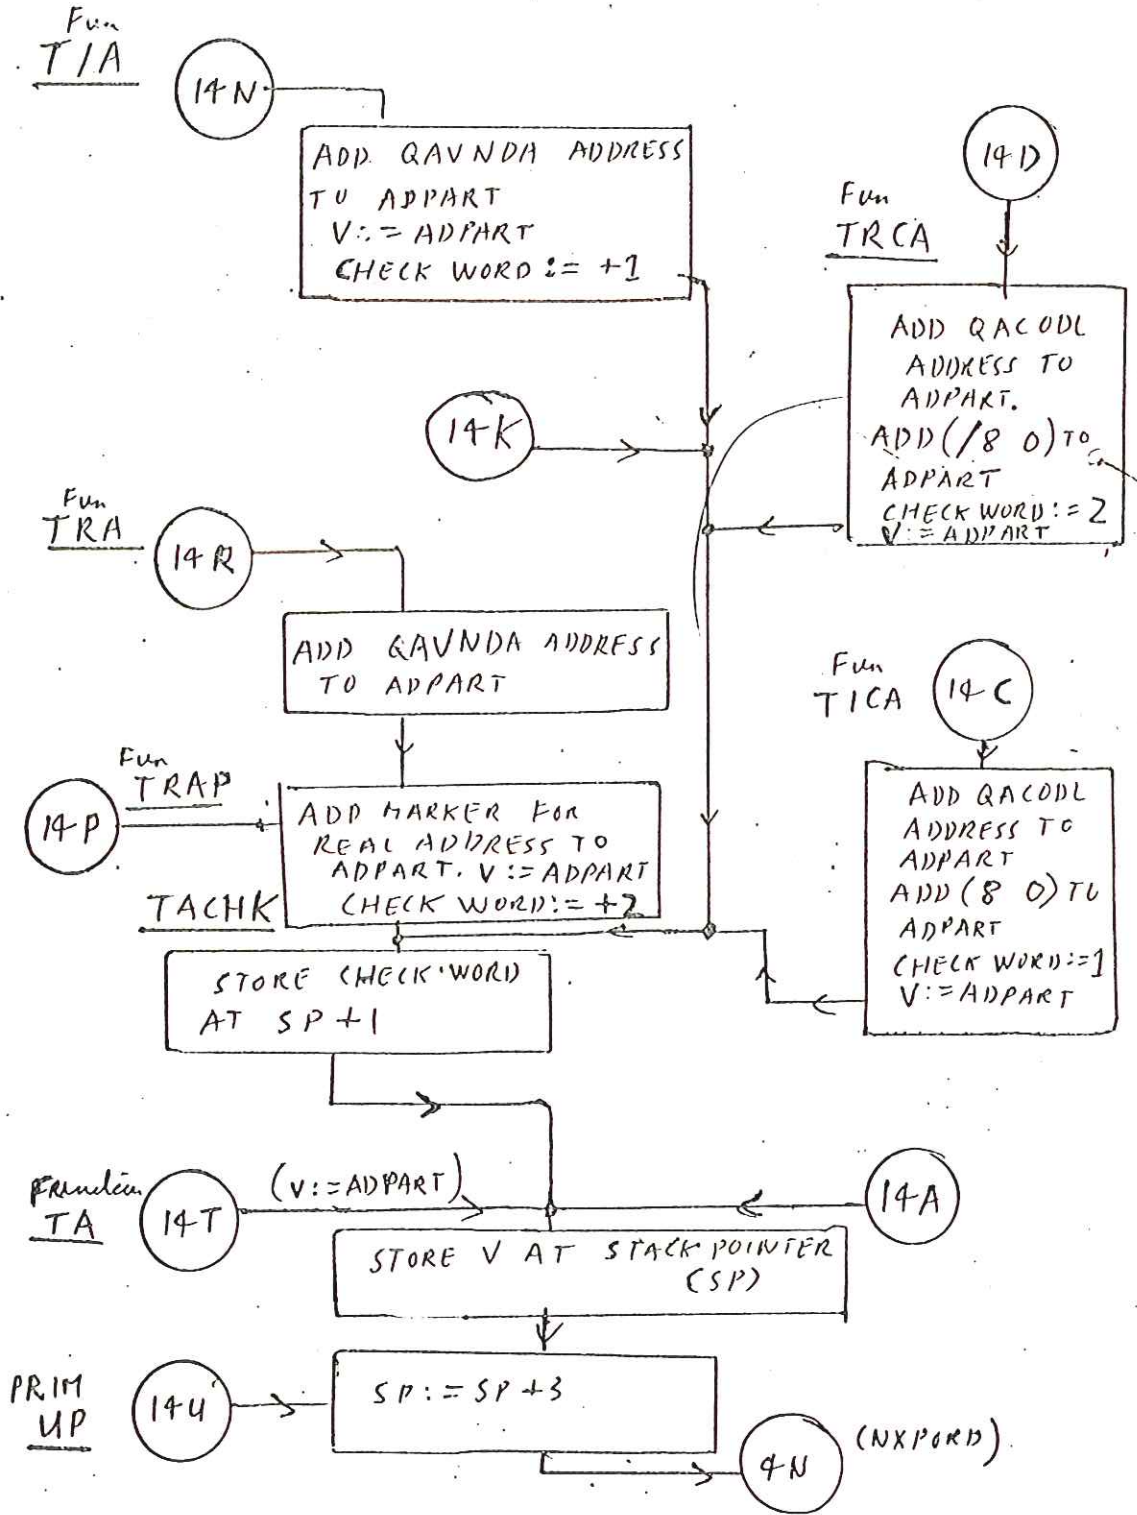 Fun
T I A
14N
ADD QAVNDA ADDRESS
TO ADPART
V:= ADPART
CHECK WORD := +1
14D
Fun
TRCA
ADD QACODL
ADDRESS TO
ADPART.
ADD (/8 0) TO
ADPART
CHECK WORD:=2
V:=ADPART
14K
Fun
TRA
14R
ADD QAVNDA ADDRESS
TO ADPART
Fun
TICA
14C
ADD QACODL
ADDRESS TO
ADPART
ADD (8 0) TO
ADPART
CHECK WORD:=1
V:=ADPART
Fun
TRAP
14P
ADD MARKER FOR
REAL ADDRESS TO
ADPART. V:=ADPART
CHECK WORD:= +2
TACHK
STORE CHECK WORD
AT SP+1
Function
TA
14T
(V:=ADPART)
14A
STORE V AT STACK POINTER
(SP)
PRIM
UP
14U
SP:= SP+3
4N
(NXPORD)